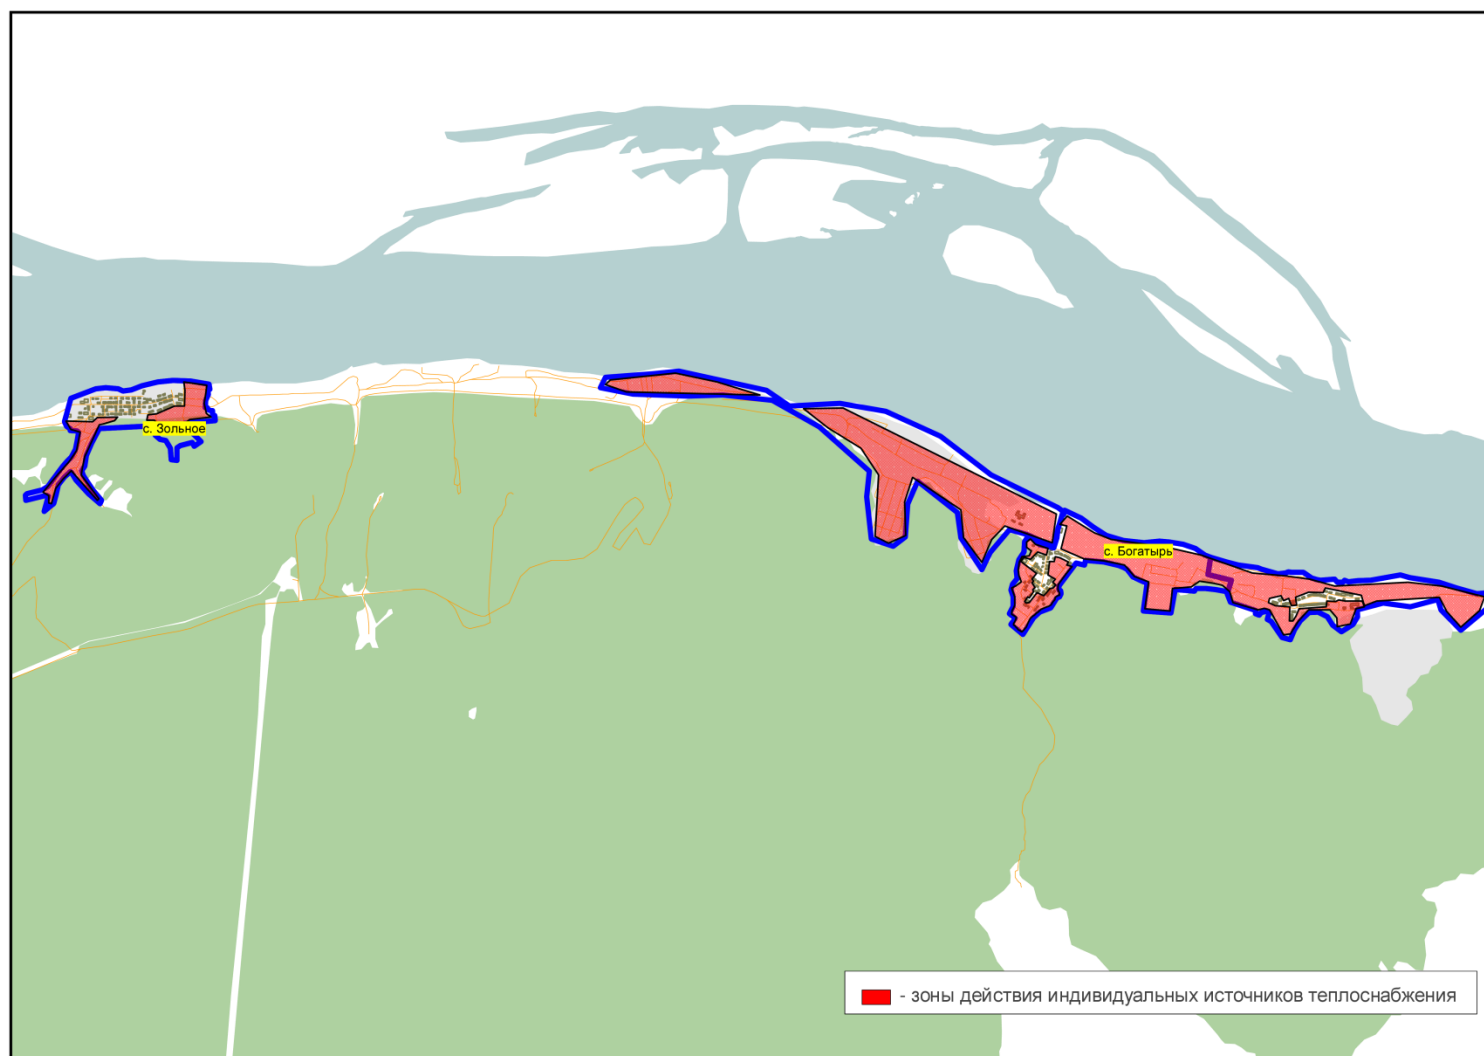 с. Зольное
с. Богатырь
- зоны действия индивидуальных источников теплоснабжения